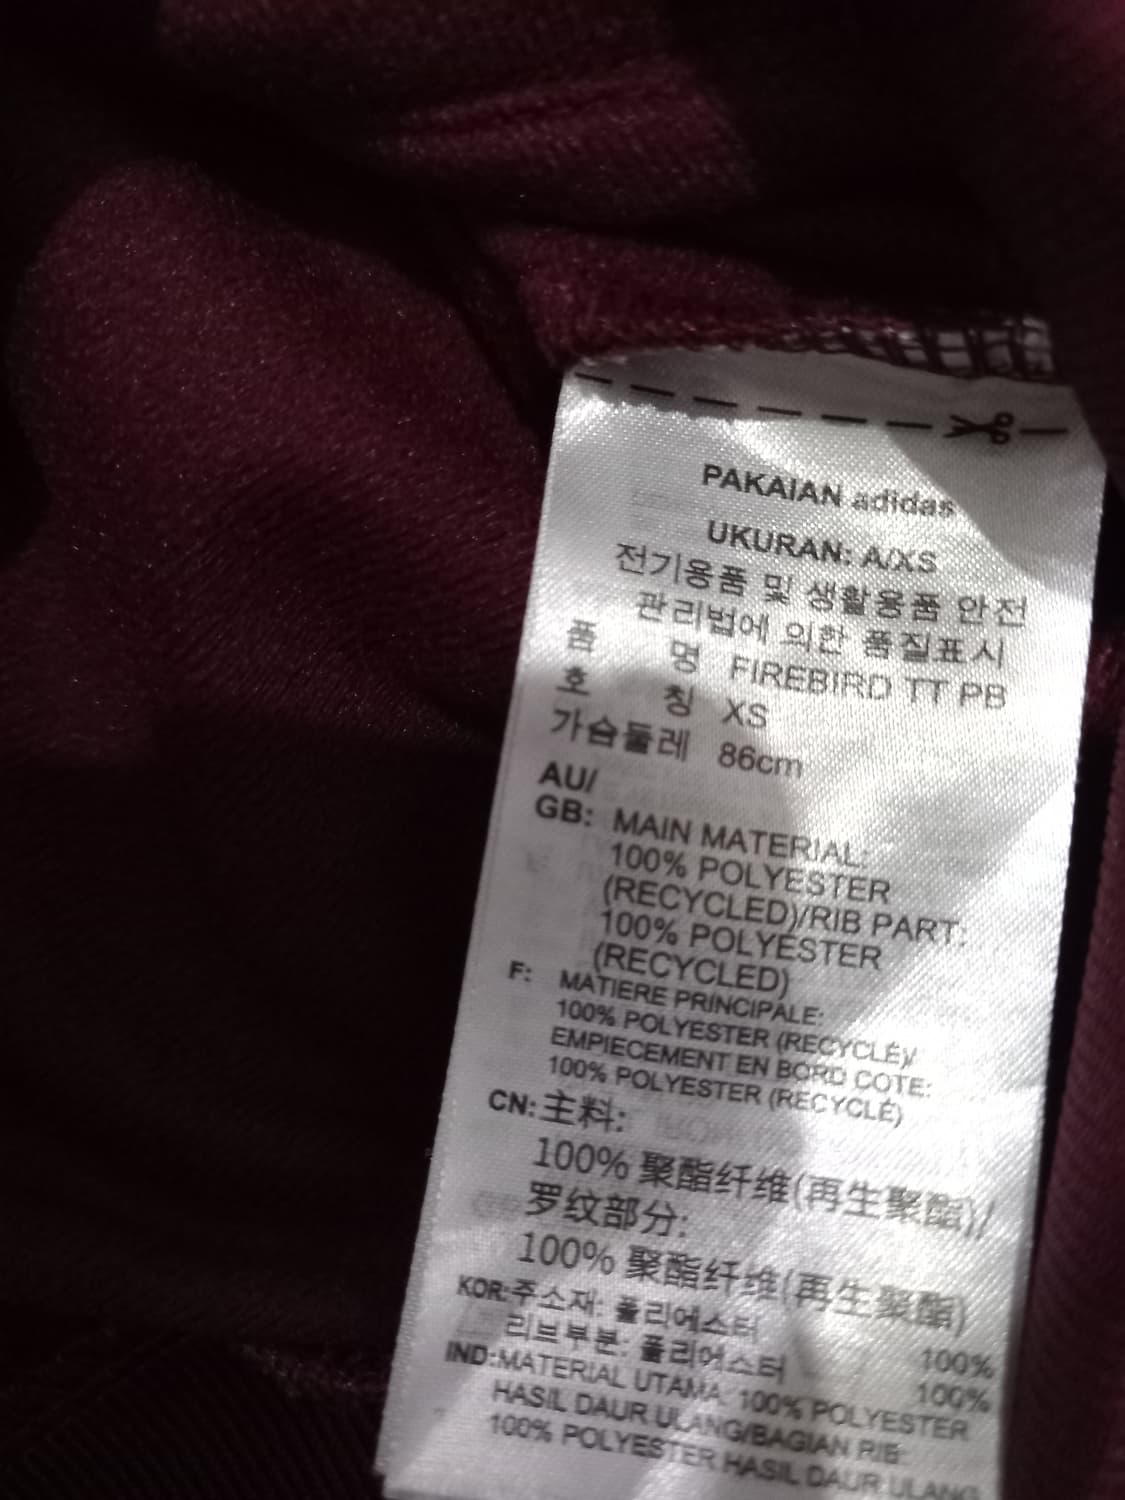 PAKAIAN adidas
UKURAN: A/XS
전기용품 및 생활용품 안전
관리법에 의한 품질표시
품 명 FIREBIRD TT PB
호 칭 XS
가슴둘레 86cm
AU/
GB: MAIN MATERIAL:
100% POLYESTER
(RECYCLED)/RIB PART:
100% POLYESTER
(RECYCLED)
F: MATIERE PRINCIPALE:
100% POLYESTER (RECYCLÉ)/
EMPIECEMENT EN BORD COTE:
100% POLYESTER (RECYCLÉ)
CN: 主料:
100% 聚酯纤维(再生聚酯)/
罗纹部分:
100% 聚酯纤维(再生聚酯)
KOR: 주소재: 폴리에스터 100%
리브부분: 폴리에스터 100%
IND: MATERIAL UTAMA: 100% POLYESTER
HASIL DAUR ULANG/BAGIAN RIB:
100% POLYESTER HASIL DAUR ULANG